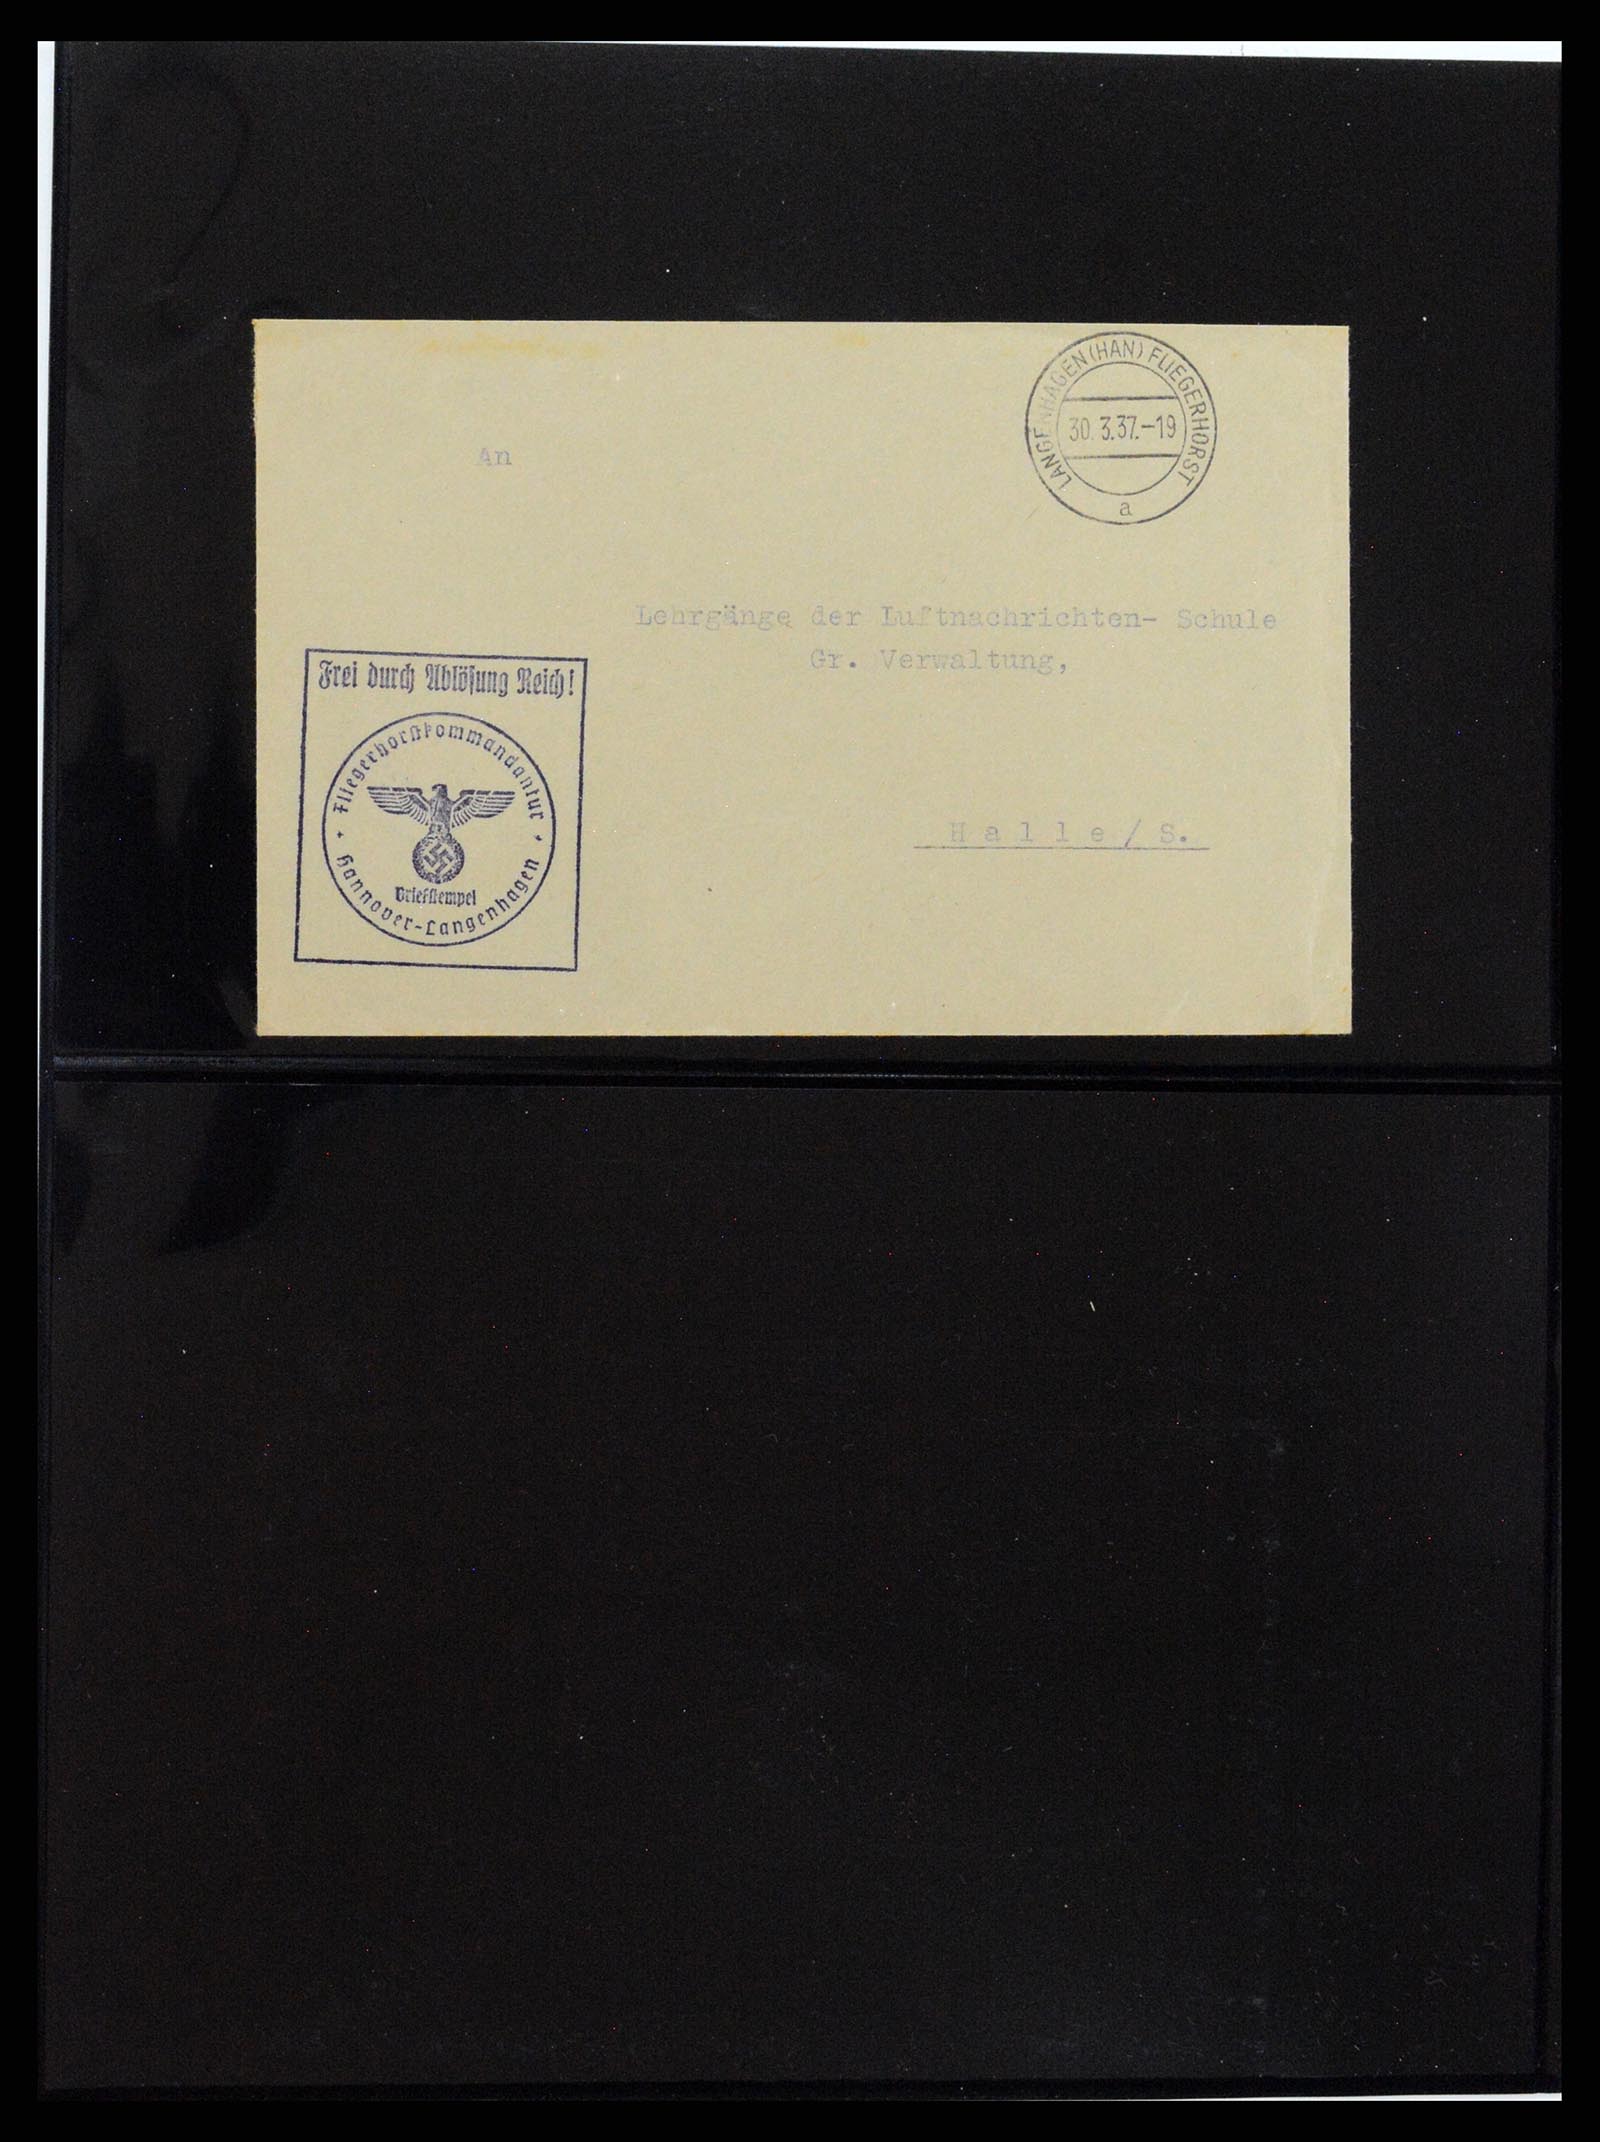 LANGENHAGEN (HAN) FLIEGERHORST
30.3.37.-19
a
An
Lehrgänge der Luftnachrichten- Schule
Gr. Verwaltung,
Frei durch Ablösung Reich!
Fliegerhorstkommandantur
Briefstempel
Hannover-Langenhagen
Halle/S.